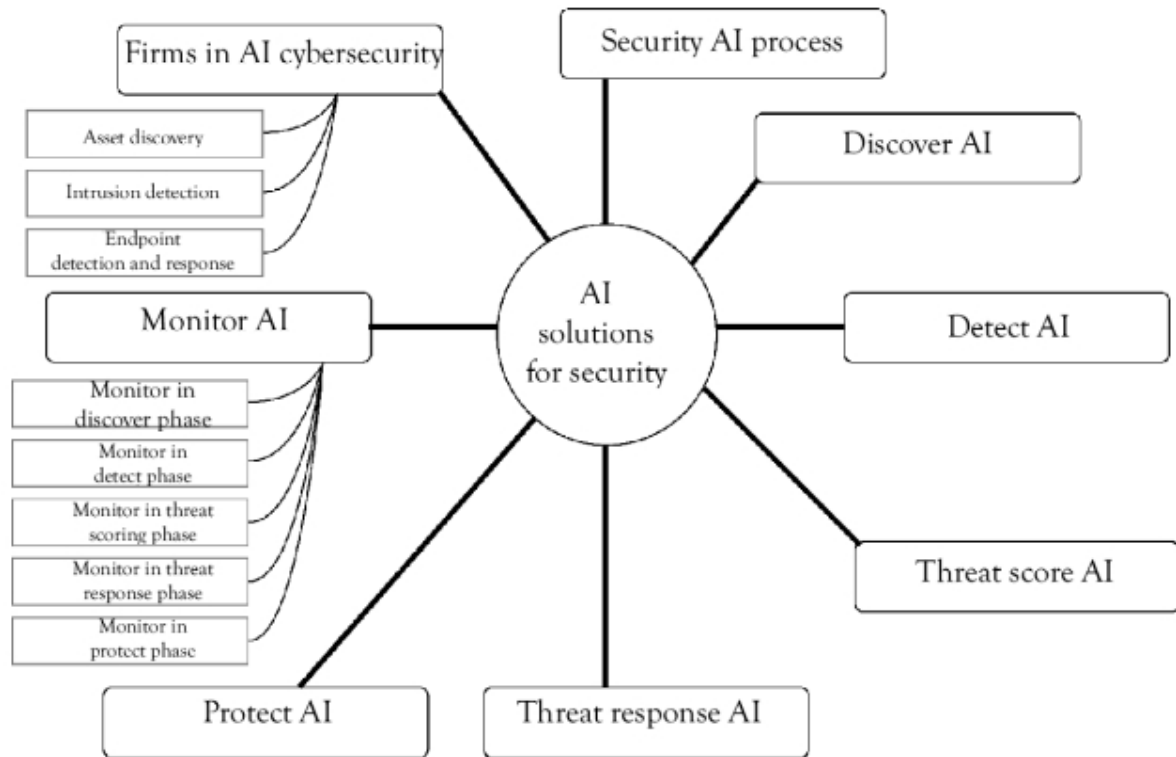 Firms in AI cybersecurity
Security AI process
Asset discovery
Discover AI
Intrusion detection
Endpoint
detection and response
AI
solutions
for security
Monitor AI
Detect AI
Monitor in
discover phase
Monitor in
detect phase
Monitor in threat
scoring phase
Monitor in threat
response phase
Monitor in
protect phase
Threat score AI
Protect AI
Threat response AI